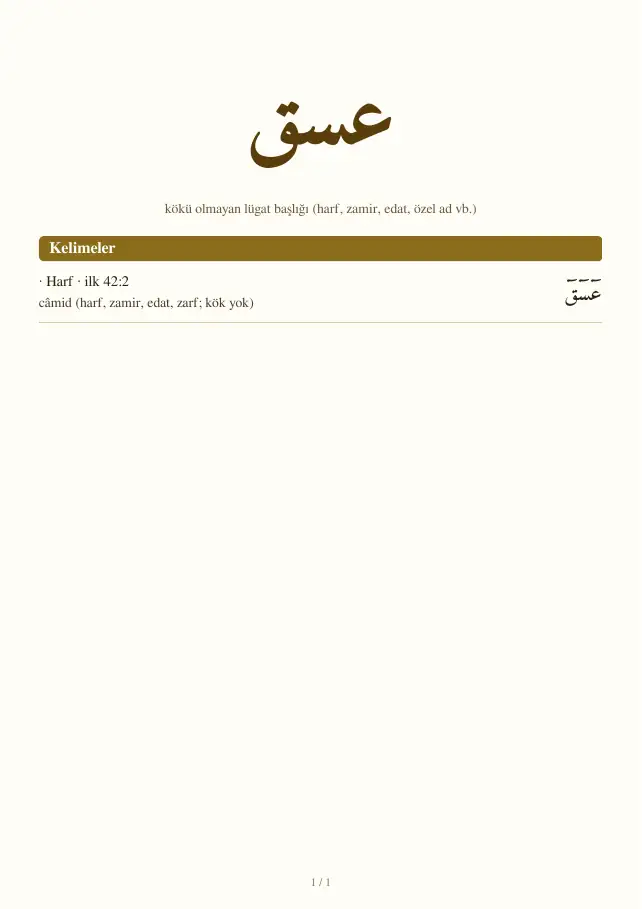 عسق
kökü olmayan lügat başlığı (harf, zamir, edat, özel ad vb.)
Kelimeler
· Harf · ilk 42:2
عٓسٓقٓ
câmid (harf, zamir, edat, zarf; kök yok)
1 / 1